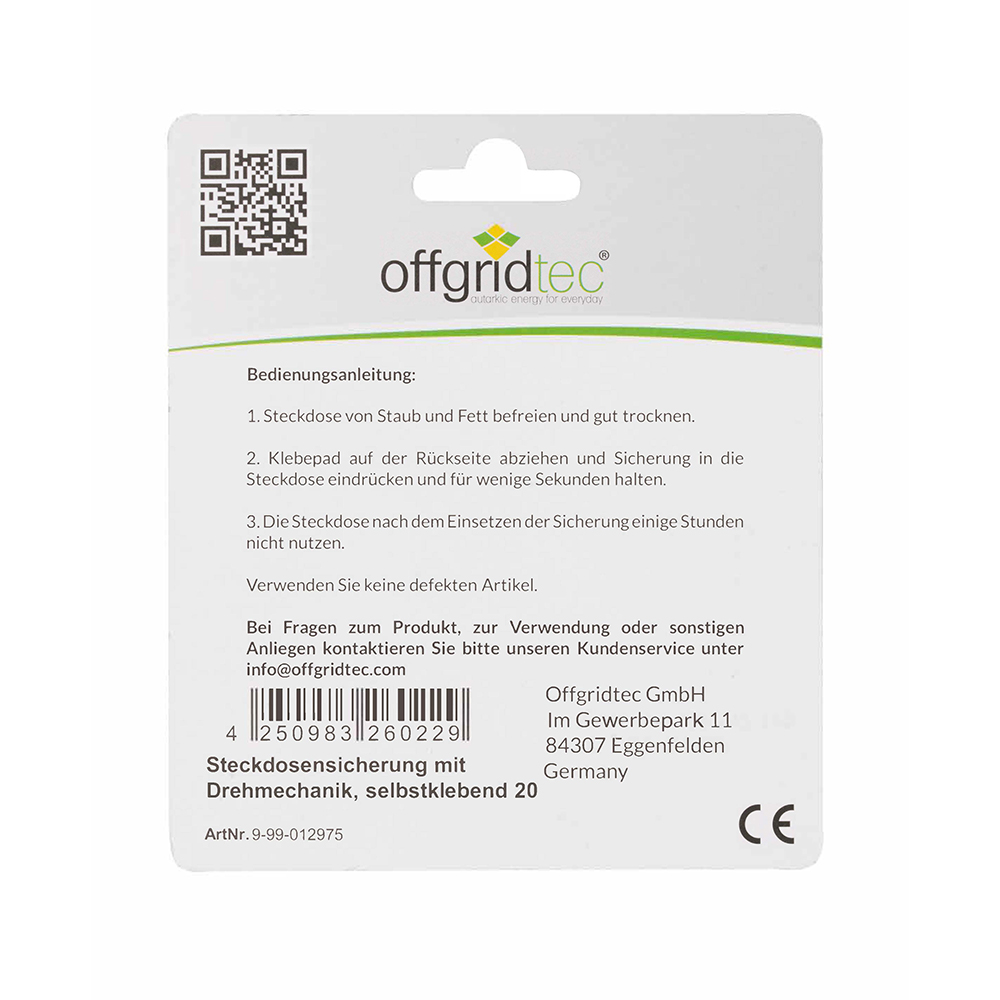 offgridtec®
autarkic energy for everyday
Bedienungsanleitung:
1. Steckdose von Staub und Fett befreien und gut trocknen.
2. Klebepad auf der Rückseite abziehen und Sicherung in die
Steckdose eindrücken und für wenige Sekunden halten.
3. Die Steckdose nach dem Einsetzen der Sicherung einige Stunden
nicht nutzen.
Verwenden Sie keine defekten Artikel.
Bei Fragen zum Produkt, zur Verwendung oder sonstigen
Anliegen kontaktieren Sie bitte unseren Kundenservice unter
info@offgridtec.com
4 250983 260229
Steckdosensicherung mit
Drehmechanik, selbstklebend 20
ArtNr. 9-99-012975
Offgridtec GmbH
Im Gewerbepark 11
84307 Eggenfelden
Germany
CE